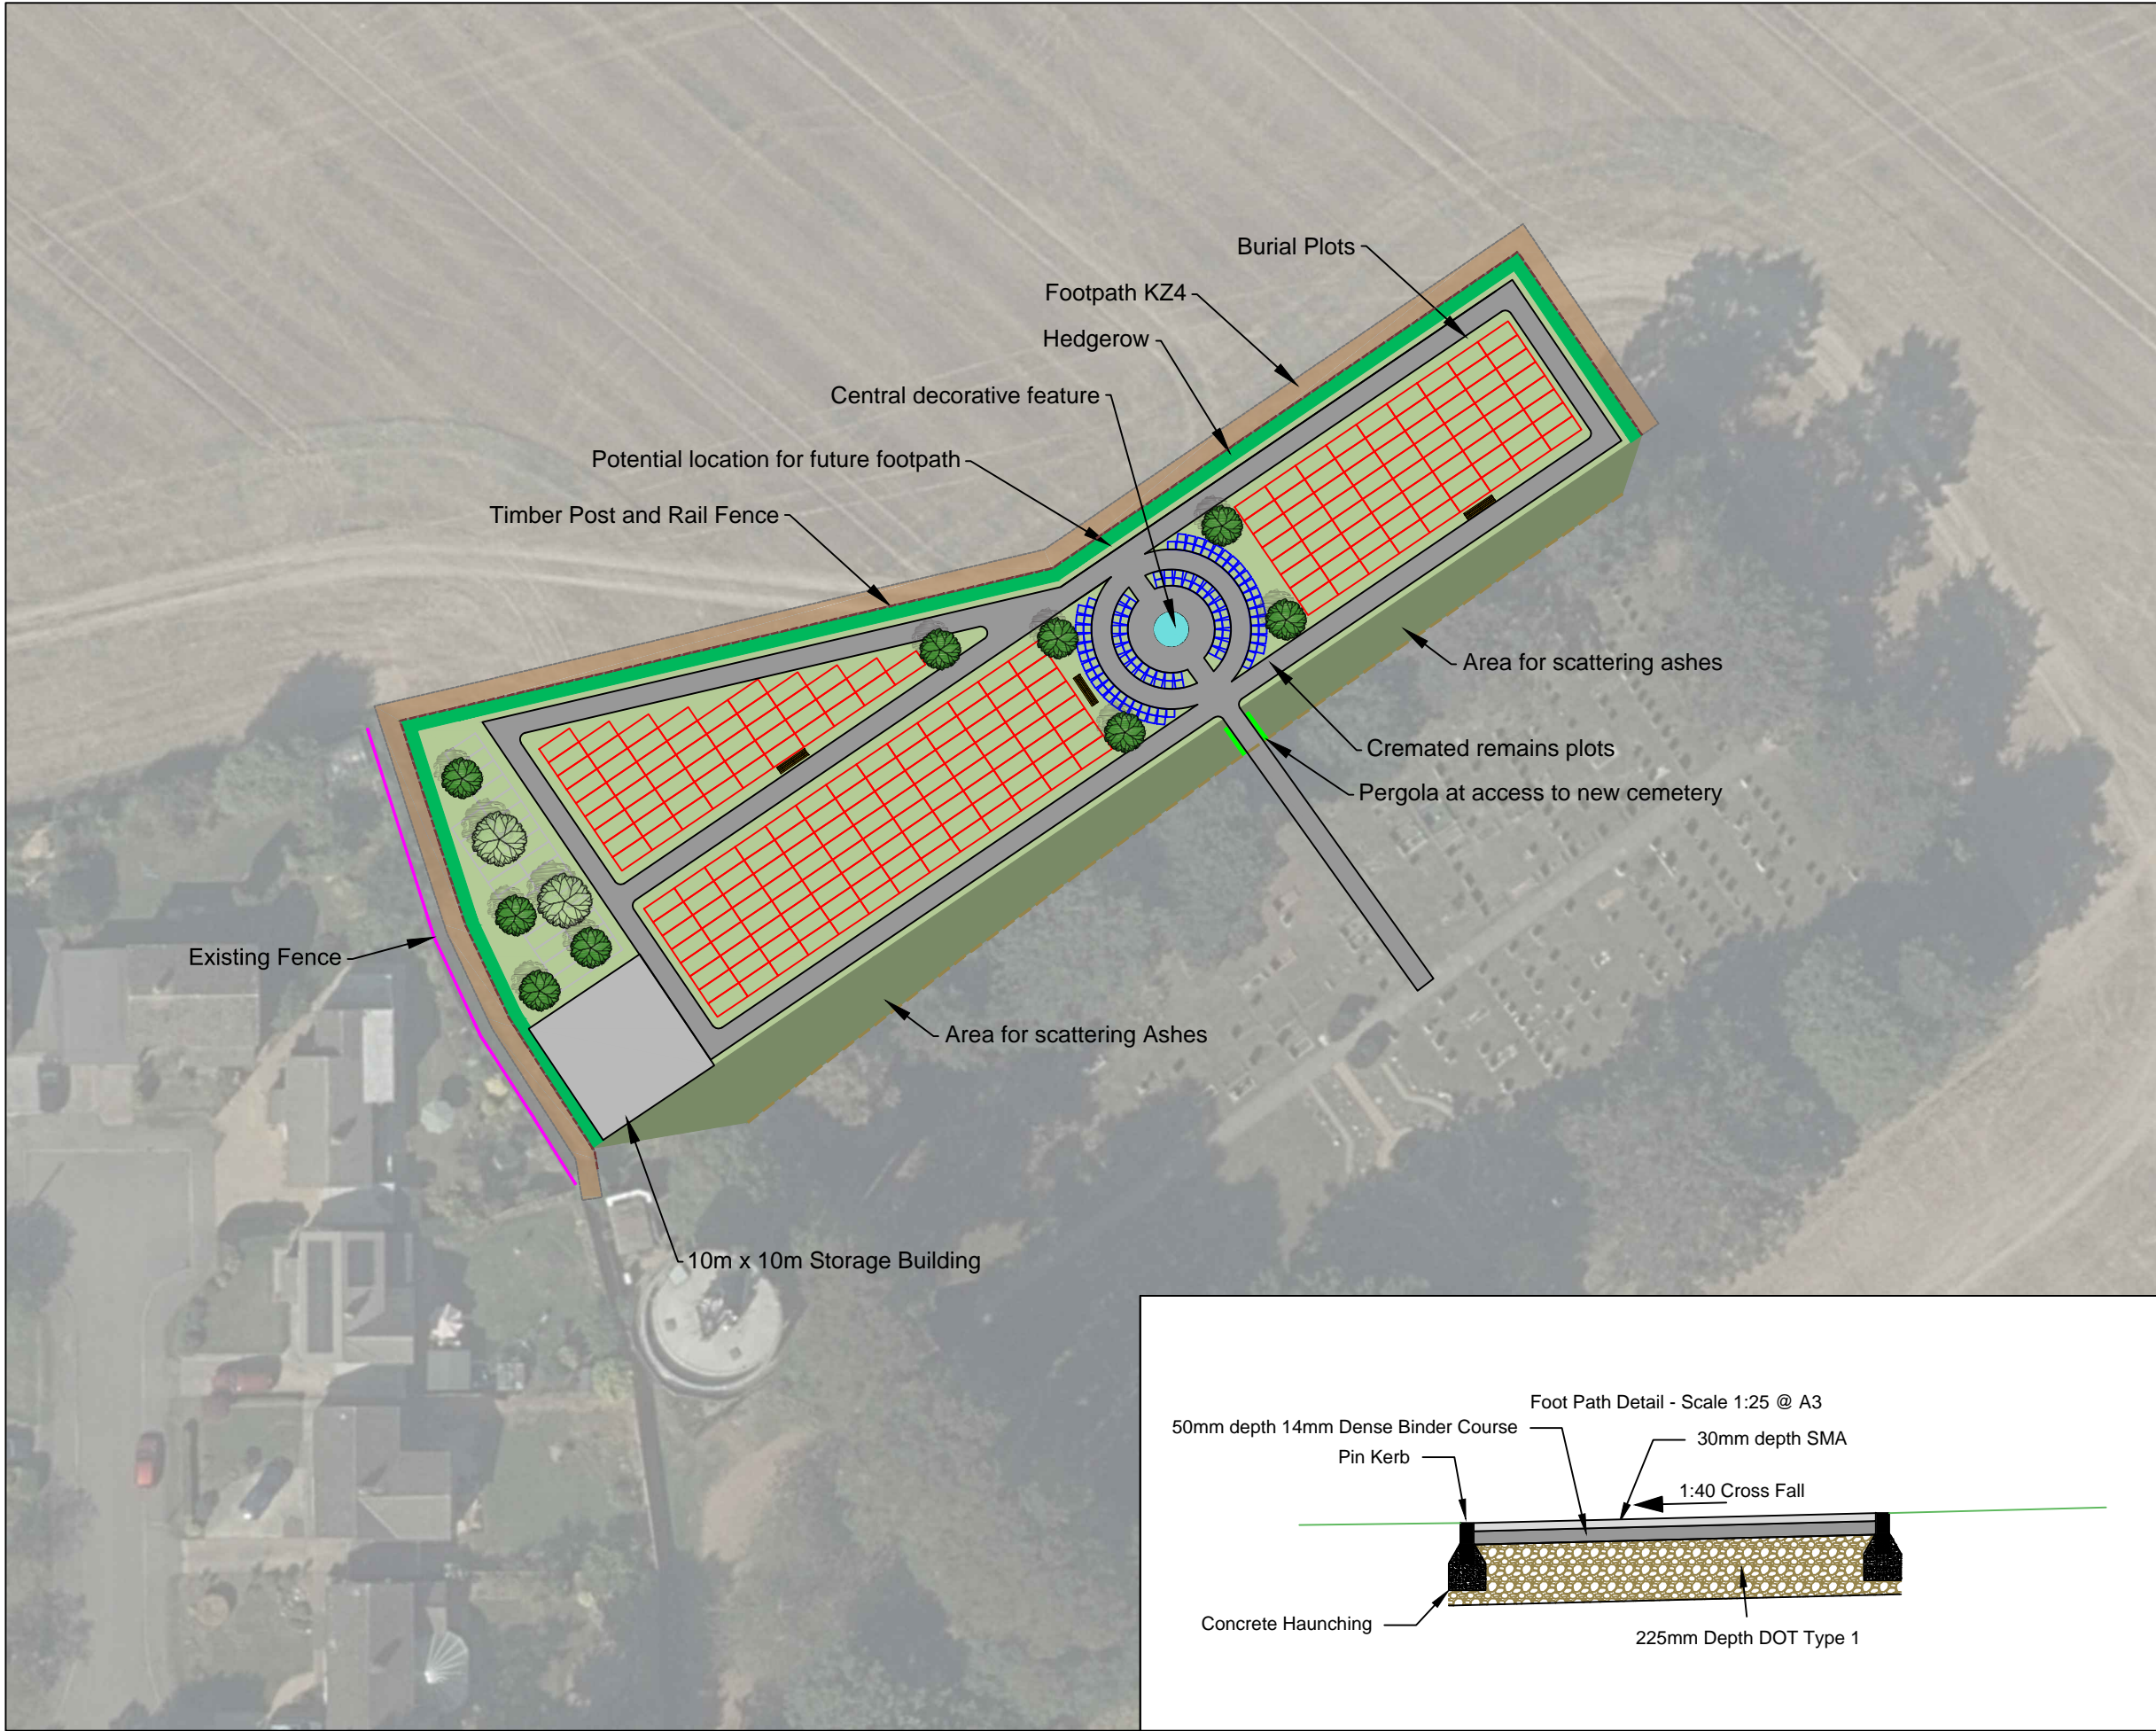 Burial Plots
Footpath KZ4
Hedgerow
Central decorative feature
Potential location for future footpath
Timber Post and Rail Fence
Area for scattering ashes
Cremated remains plots
Pergola at access to new cemetery
Existing Fence
Area for scattering Ashes
10m x 10m Storage Building
Foot Path Detail - Scale 1:25 @ A3
50mm depth 14mm Dense Binder Course
30mm depth SMA
Pin Kerb
1:40 Cross Fall
Concrete Haunching
225mm Depth DOT Type 1